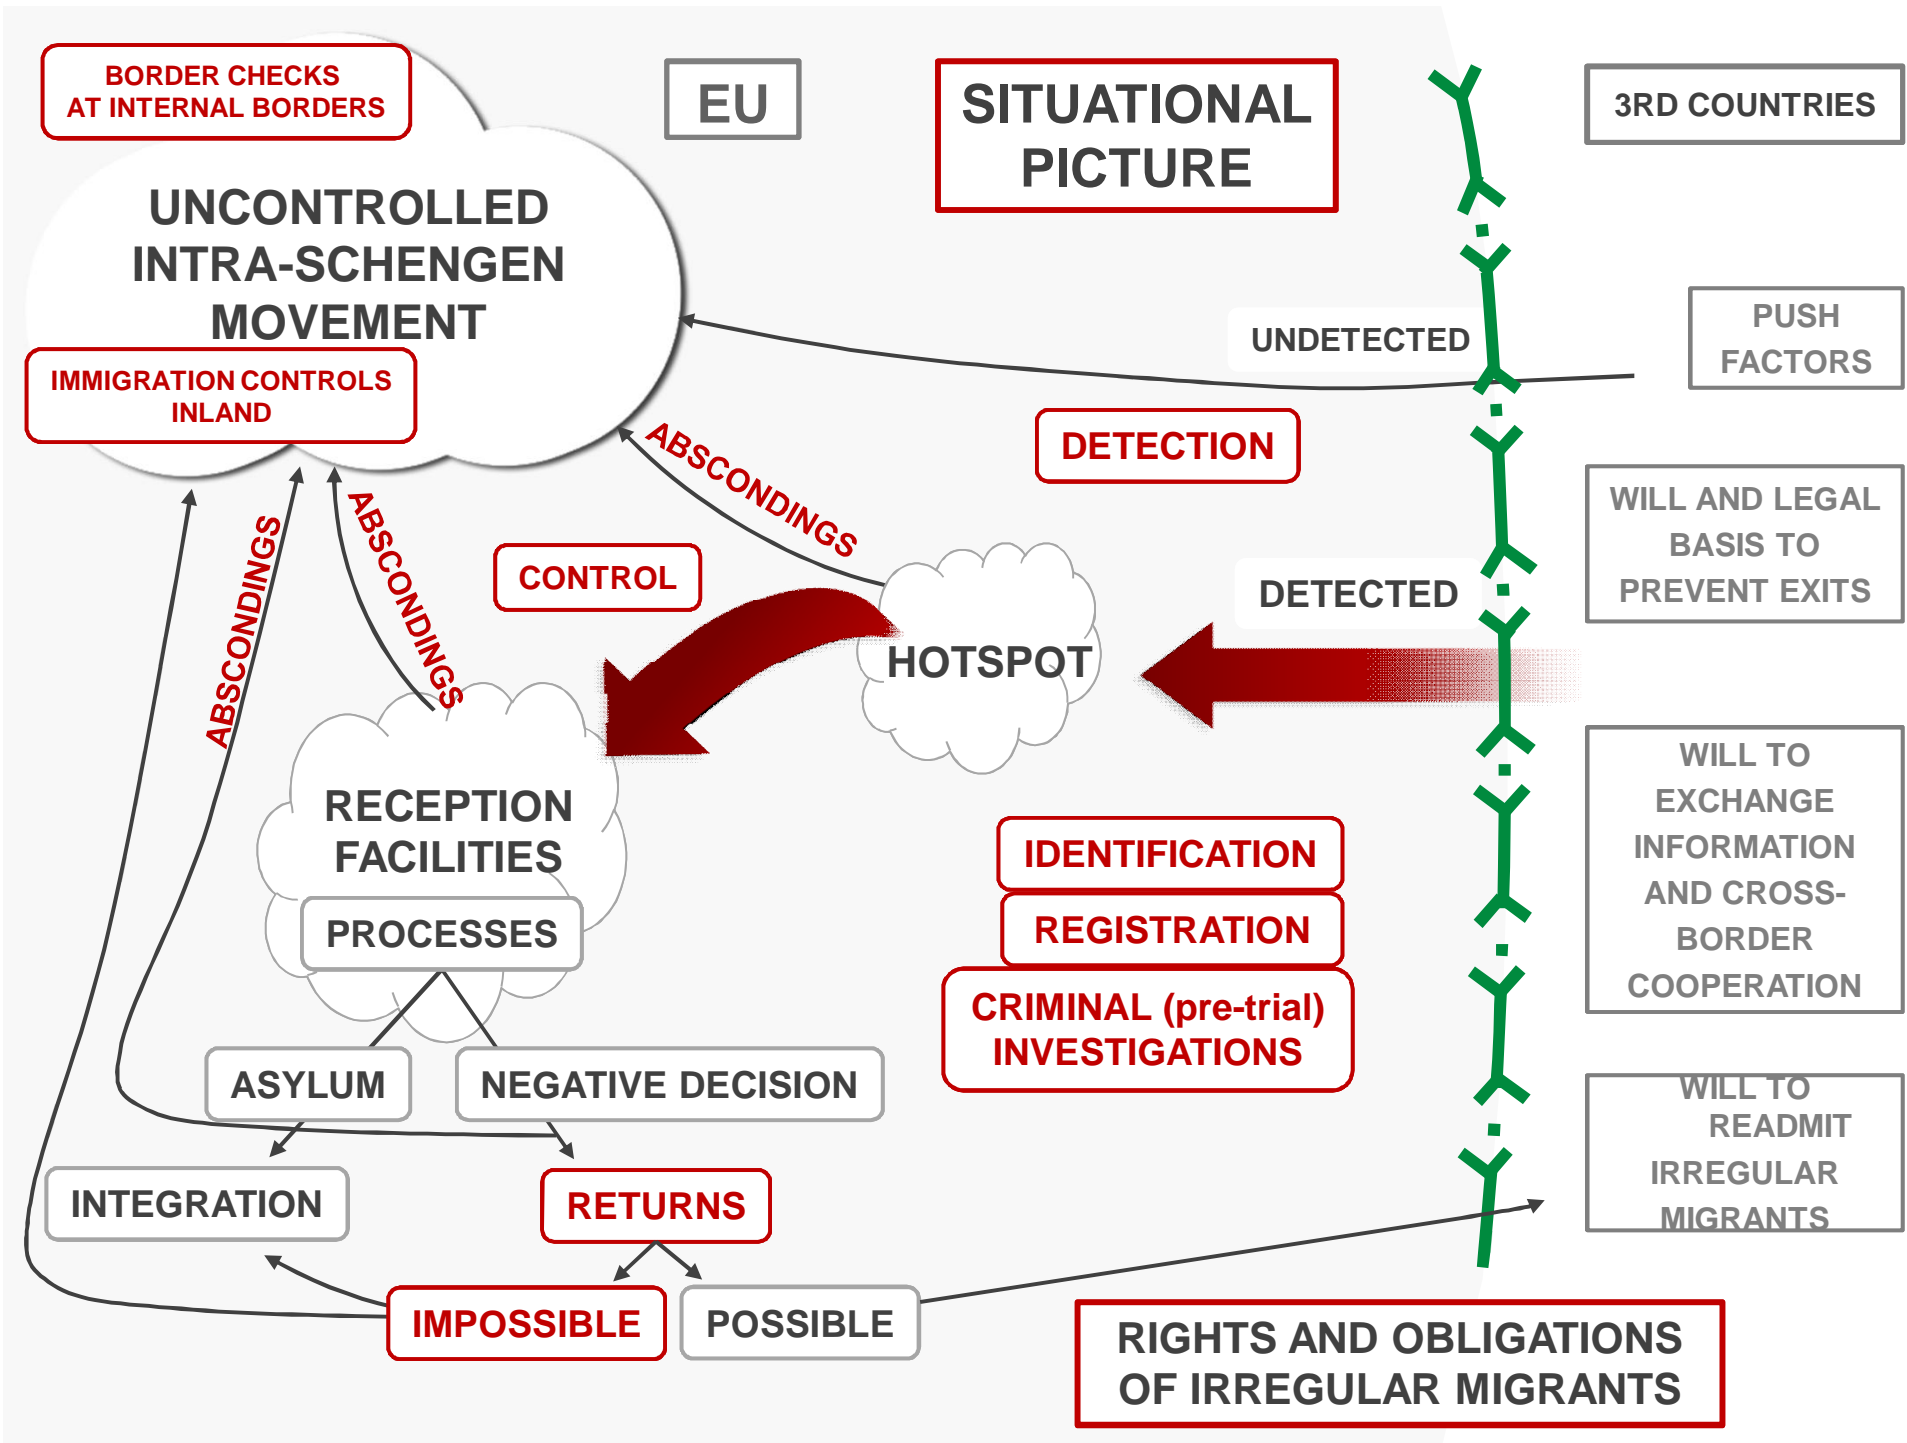 BORDER CHECKS
AT INTERNAL BORDERS
EU
SITUATIONAL
PICTURE
3RD COUNTRIES
UNCONTROLLED
INTRA-SCHENGEN
MOVEMENT
IMMIGRATION CONTROLS
INLAND
UNDETECTED
PUSH
FACTORS
DETECTION
ABSCONDINGS
ABSCONDINGS
ABSCONDINGS
WILL AND LEGAL
BASIS TO
PREVENT EXITS
CONTROL
DETECTED
HOTSPOT
RECEPTION
FACILITIES
PROCESSES
WILL TO
EXCHANGE
INFORMATION
AND CROSS-
BORDER
COOPERATION
IDENTIFICATION
REGISTRATION
CRIMINAL (pre-trial)
INVESTIGATIONS
ASYLUM
NEGATIVE DECISION
WILL TO
READMIT
IRREGULAR
MIGRANTS
INTEGRATION
RETURNS
IMPOSSIBLE
POSSIBLE
RIGHTS AND OBLIGATIONS
OF IRREGULAR MIGRANTS